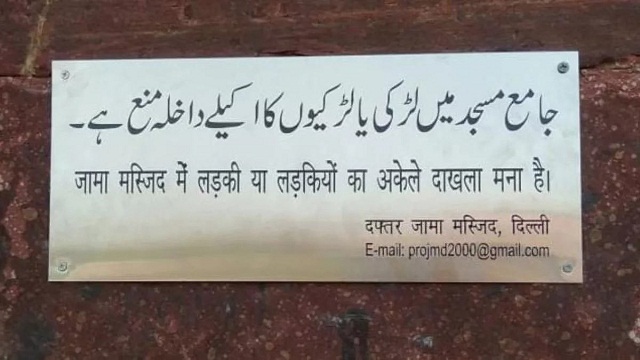 جامع مسجد میں لڑکی یا لڑکیوں کا اکیلے داخلہ منع ہے۔
जामा मस्जिद में लड़की या लड़कियों का अकेले दाखला मना है।
दफ्तर जामा मस्जिद, दिल्ली
E-mail: projmd2000@gmail.com